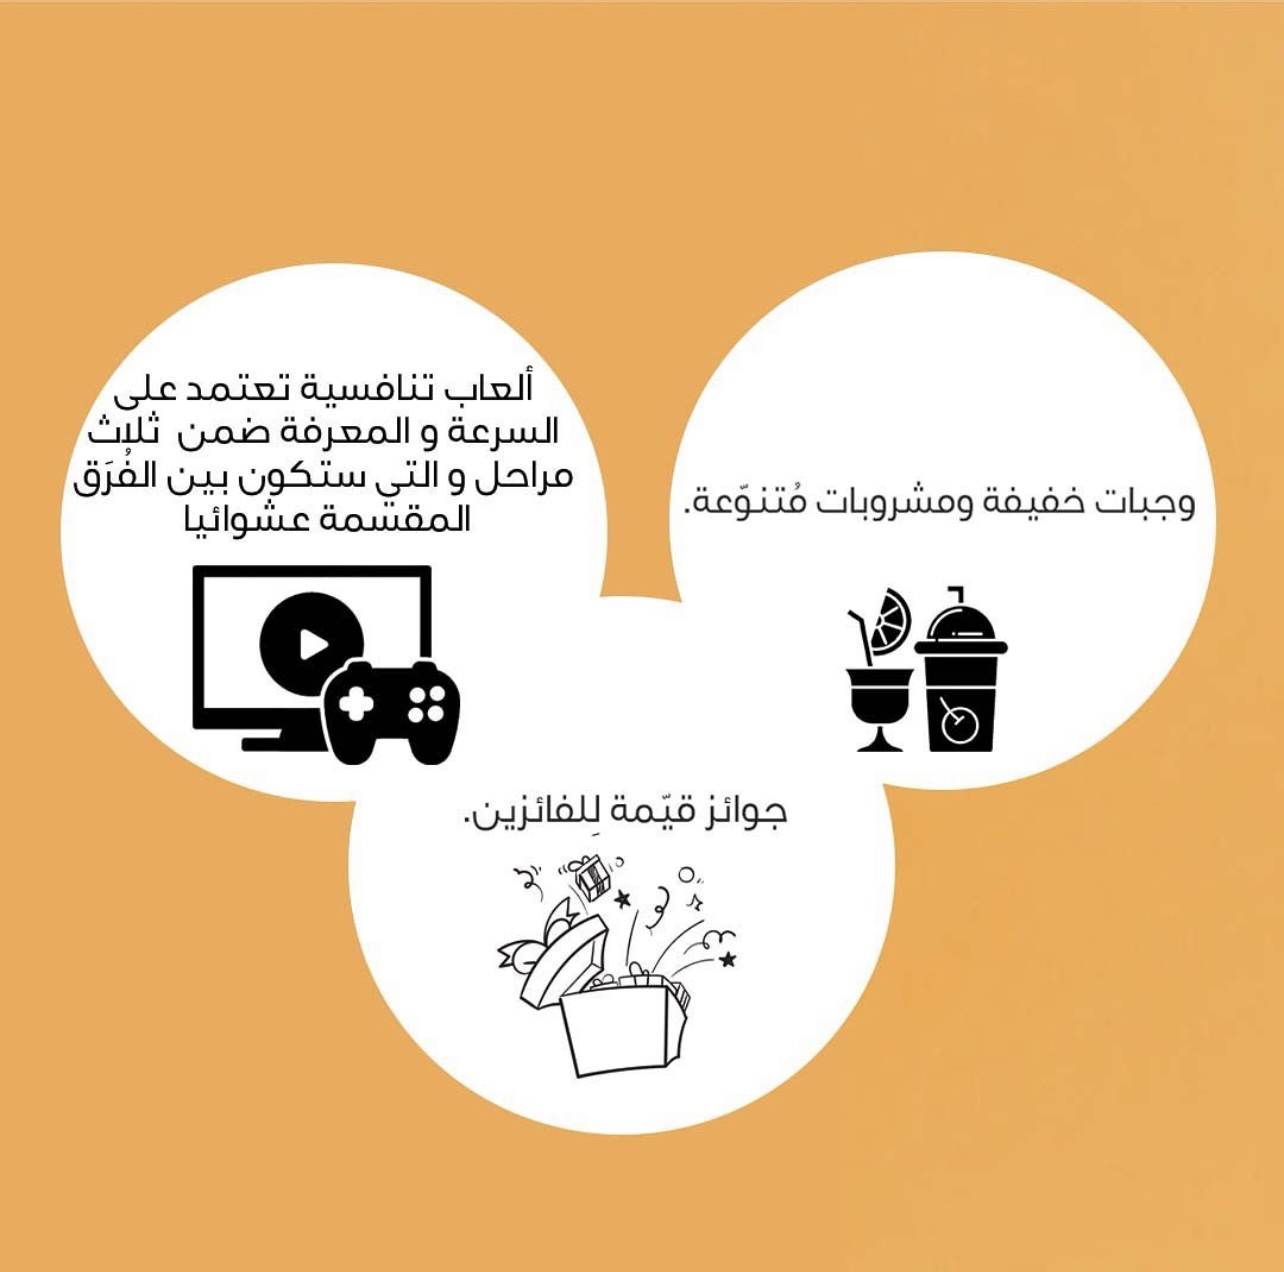 ألعاب تنافسية تعتمد على
السرعة و المعرفة ضمن ثلاث
مراحل و التي ستكون بين الفُرَق
المقسمة عشوائيا
وجبات خفيفة ومشروبات مُتنوّعة.
جوائز قيّمة لِلفائزين.